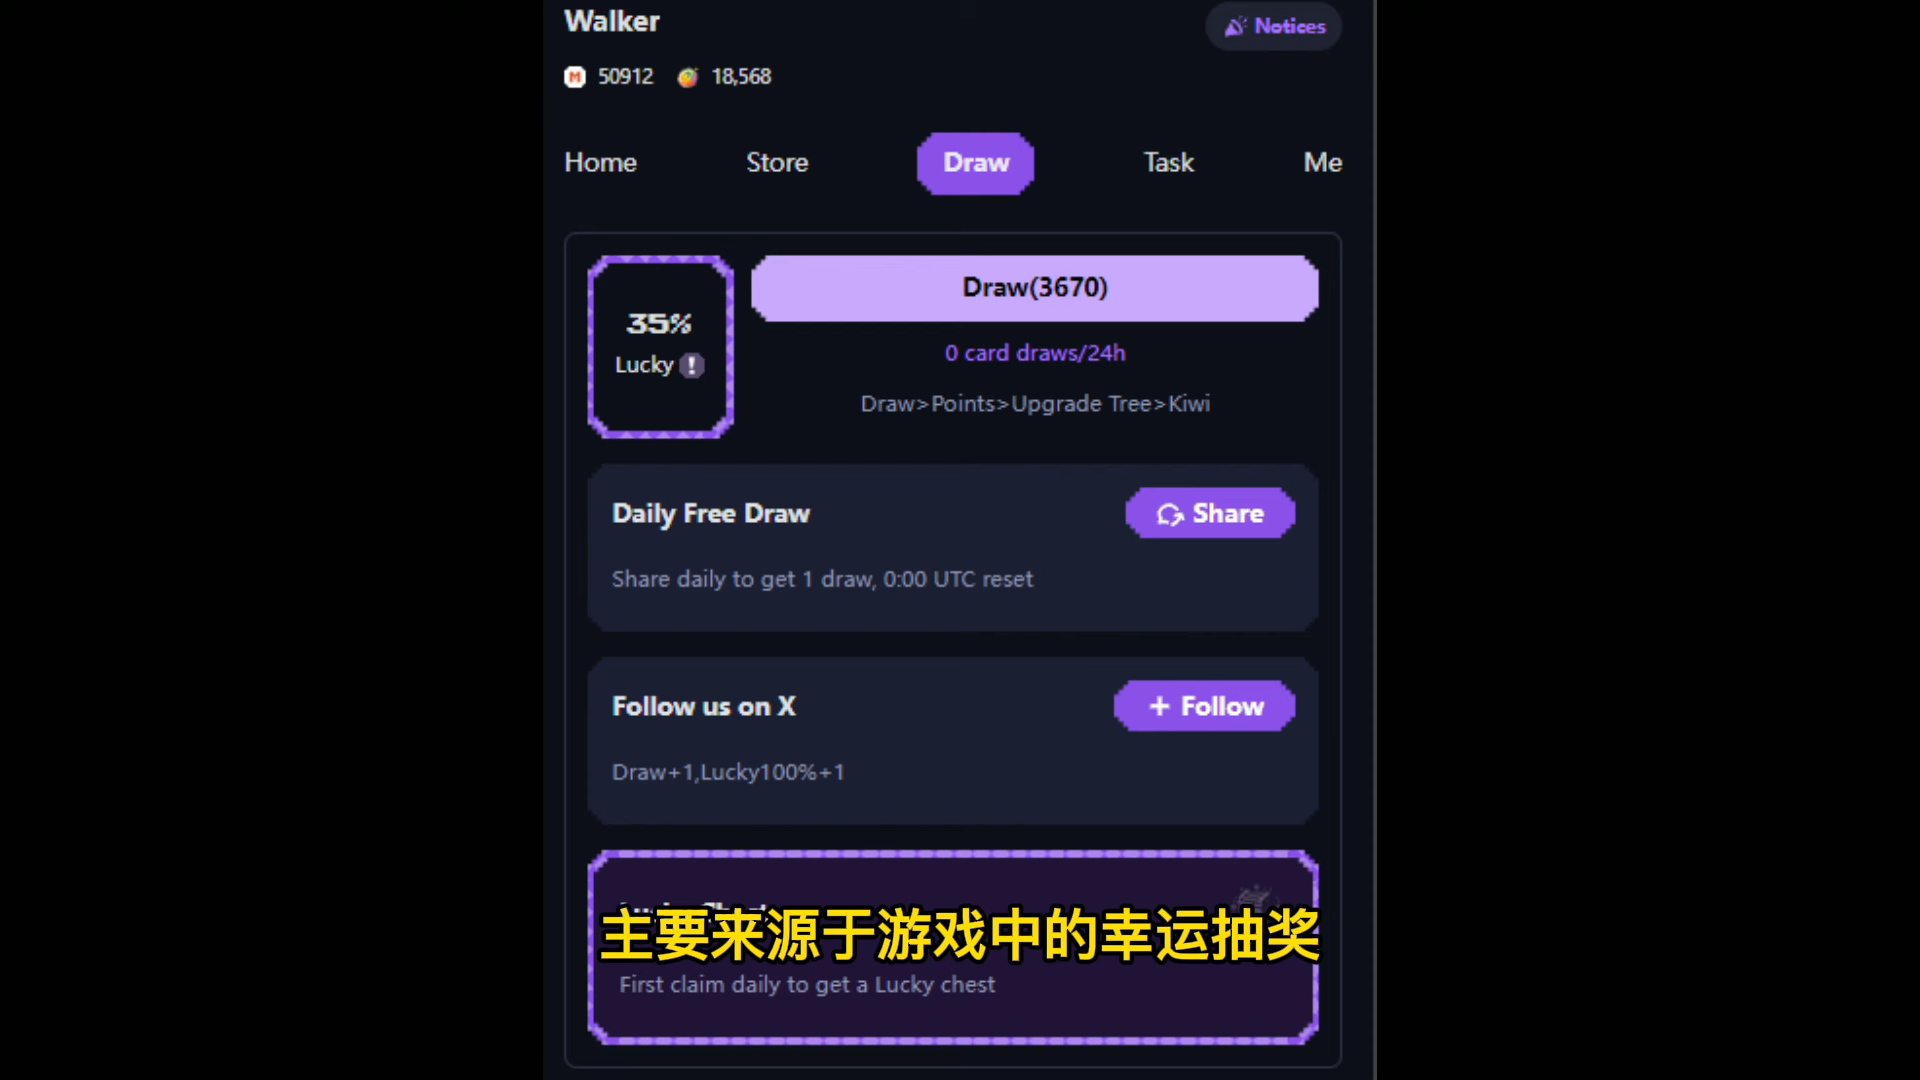 Walker
Notices
M 50912 18,568
Home Store Draw Task Me
35%
Lucky !
Draw(3670)
0 card draws/24h
Draw>Points>Upgrade Tree>Kiwi
Daily Free Draw
Share
Share daily to get 1 draw, 0:00 UTC reset
Follow us on X
+ Follow
Draw+1,Lucky100%+1
主要来源于游戏中的幸运抽奖
First claim daily to get a Lucky chest